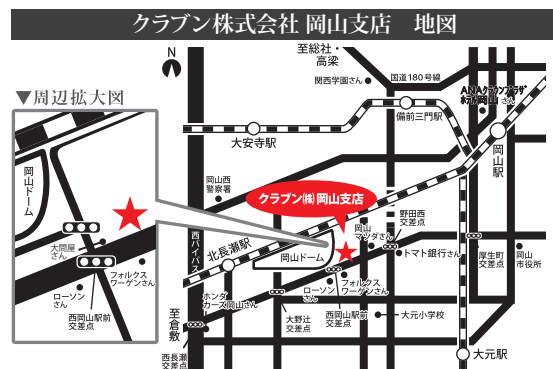 クラブン株式会社 岡山支店　地図
N
至総社・
高梁
国道180号線
関西学園さん
ANAクラウンプラザ
ホテル岡山さん
▼周辺拡大図
備前三門駅
大安寺駅
岡山駅
岡山西
警察署
クラブン㈱ 岡山支店
岡山ドーム
野田西
交差点
岡山
マツダさん
西バイパス
北長瀬駅
大問屋
さん
トマト銀行さん
厚生町
交差点
岡山
市役所
岡山ドーム
フォルクス
ワーゲンさん
ローソン
さん
フォルクス
ワーゲンさん
ローソン
さん
ホンダ
カーズ岡山さん
至倉敷
西岡山駅前
交差点
大野辻
交差点
西岡山駅前
交差点
大元小学校
西長瀬
交差点
大元駅